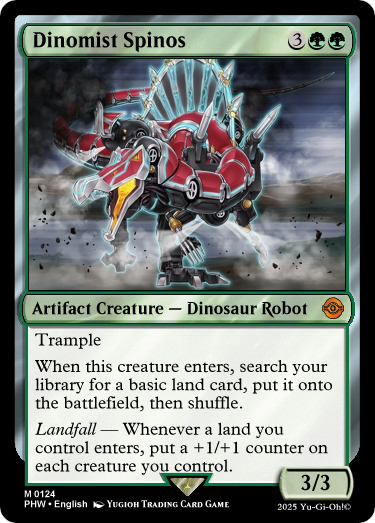 Dinomist Spinos 3
Artifact Creature — Dinosaur Robot
Trample
When this creature enters, search your
library for a basic land card, put it onto
the battlefield, then shuffle.
Landfall — Whenever a land you
control enters, put a +1/+1 counter on
each creature you control.
3/3
M 0124
PHW • English Yugioh Trading Card Game
2025 Yu-Gi-Oh!©